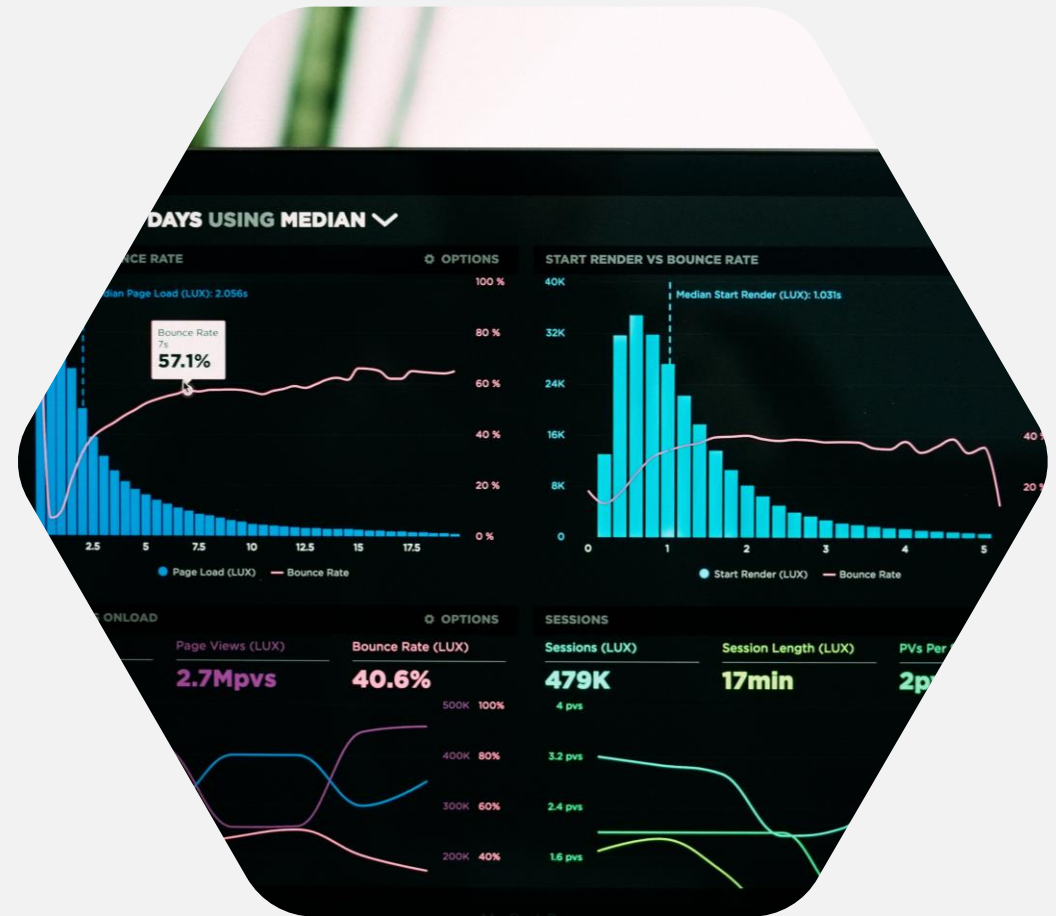 DAYS USING MEDIAN
NCE RATE
OPTIONS
dian Page Load (LUX): 2.056s
100 %
80 %
60 %
40 %
20 %
0 %
Bounce Rate
7s
57.1%
2.5 5 7.5 10 12.5 15 17.5
Page Load (LUX) Bounce Rate
START RENDER VS BOUNCE RATE
Median Start Render (LUX): 1.031s
40K
32K
24K
16K
8K
0
40
20
0 1 2 3 4 5
Start Render (LUX) Bounce Rate
ONLOAD
OPTIONS
Page Views (LUX)
2.7Mpvs
Bounce Rate (LUX)
40.6%
500K 100%
400K 80%
300K 60%
200K 40%
SESSIONS
Sessions (LUX)
479K
Session Length (LUX)
17min
PVs Per
2p
4 pvs
3.2 pvs
2.4 pvs
1.6 pvs